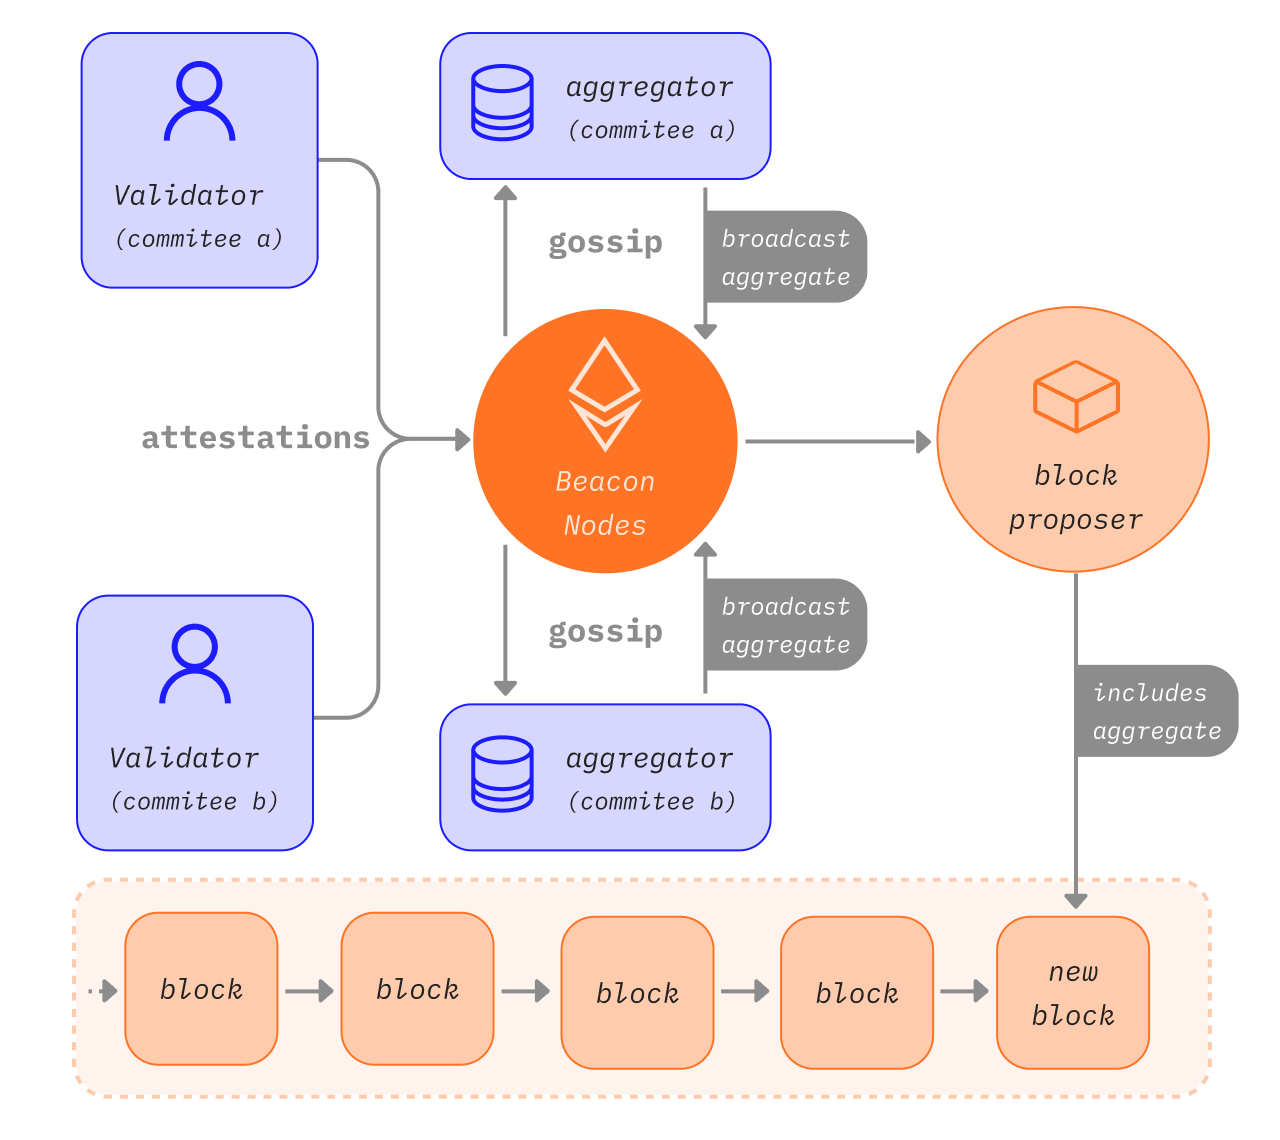 Validator
(commitee a)
aggregator
(commitee a)
gossip
broadcast
aggregate
attestations
Beacon
Nodes
block
proposer
gossip
broadcast
aggregate
includes
aggregate
Validator
(commitee b)
aggregator
(commitee b)
block
block
block
block
new
block